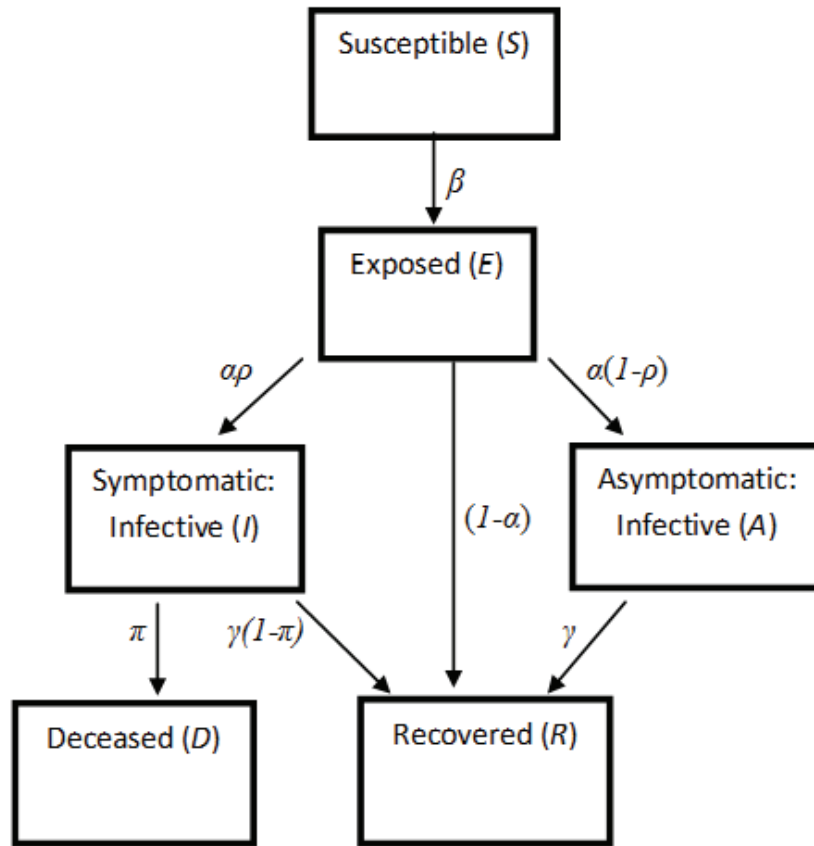 Susceptible (S)
β
Exposed (E)
αρ
α(1-ρ)
Symptomatic:
Infective (I)
(1-α)
Asymptomatic:
Infective (A)
π
γ(1-π)
γ
Deceased (D)
Recovered (R)